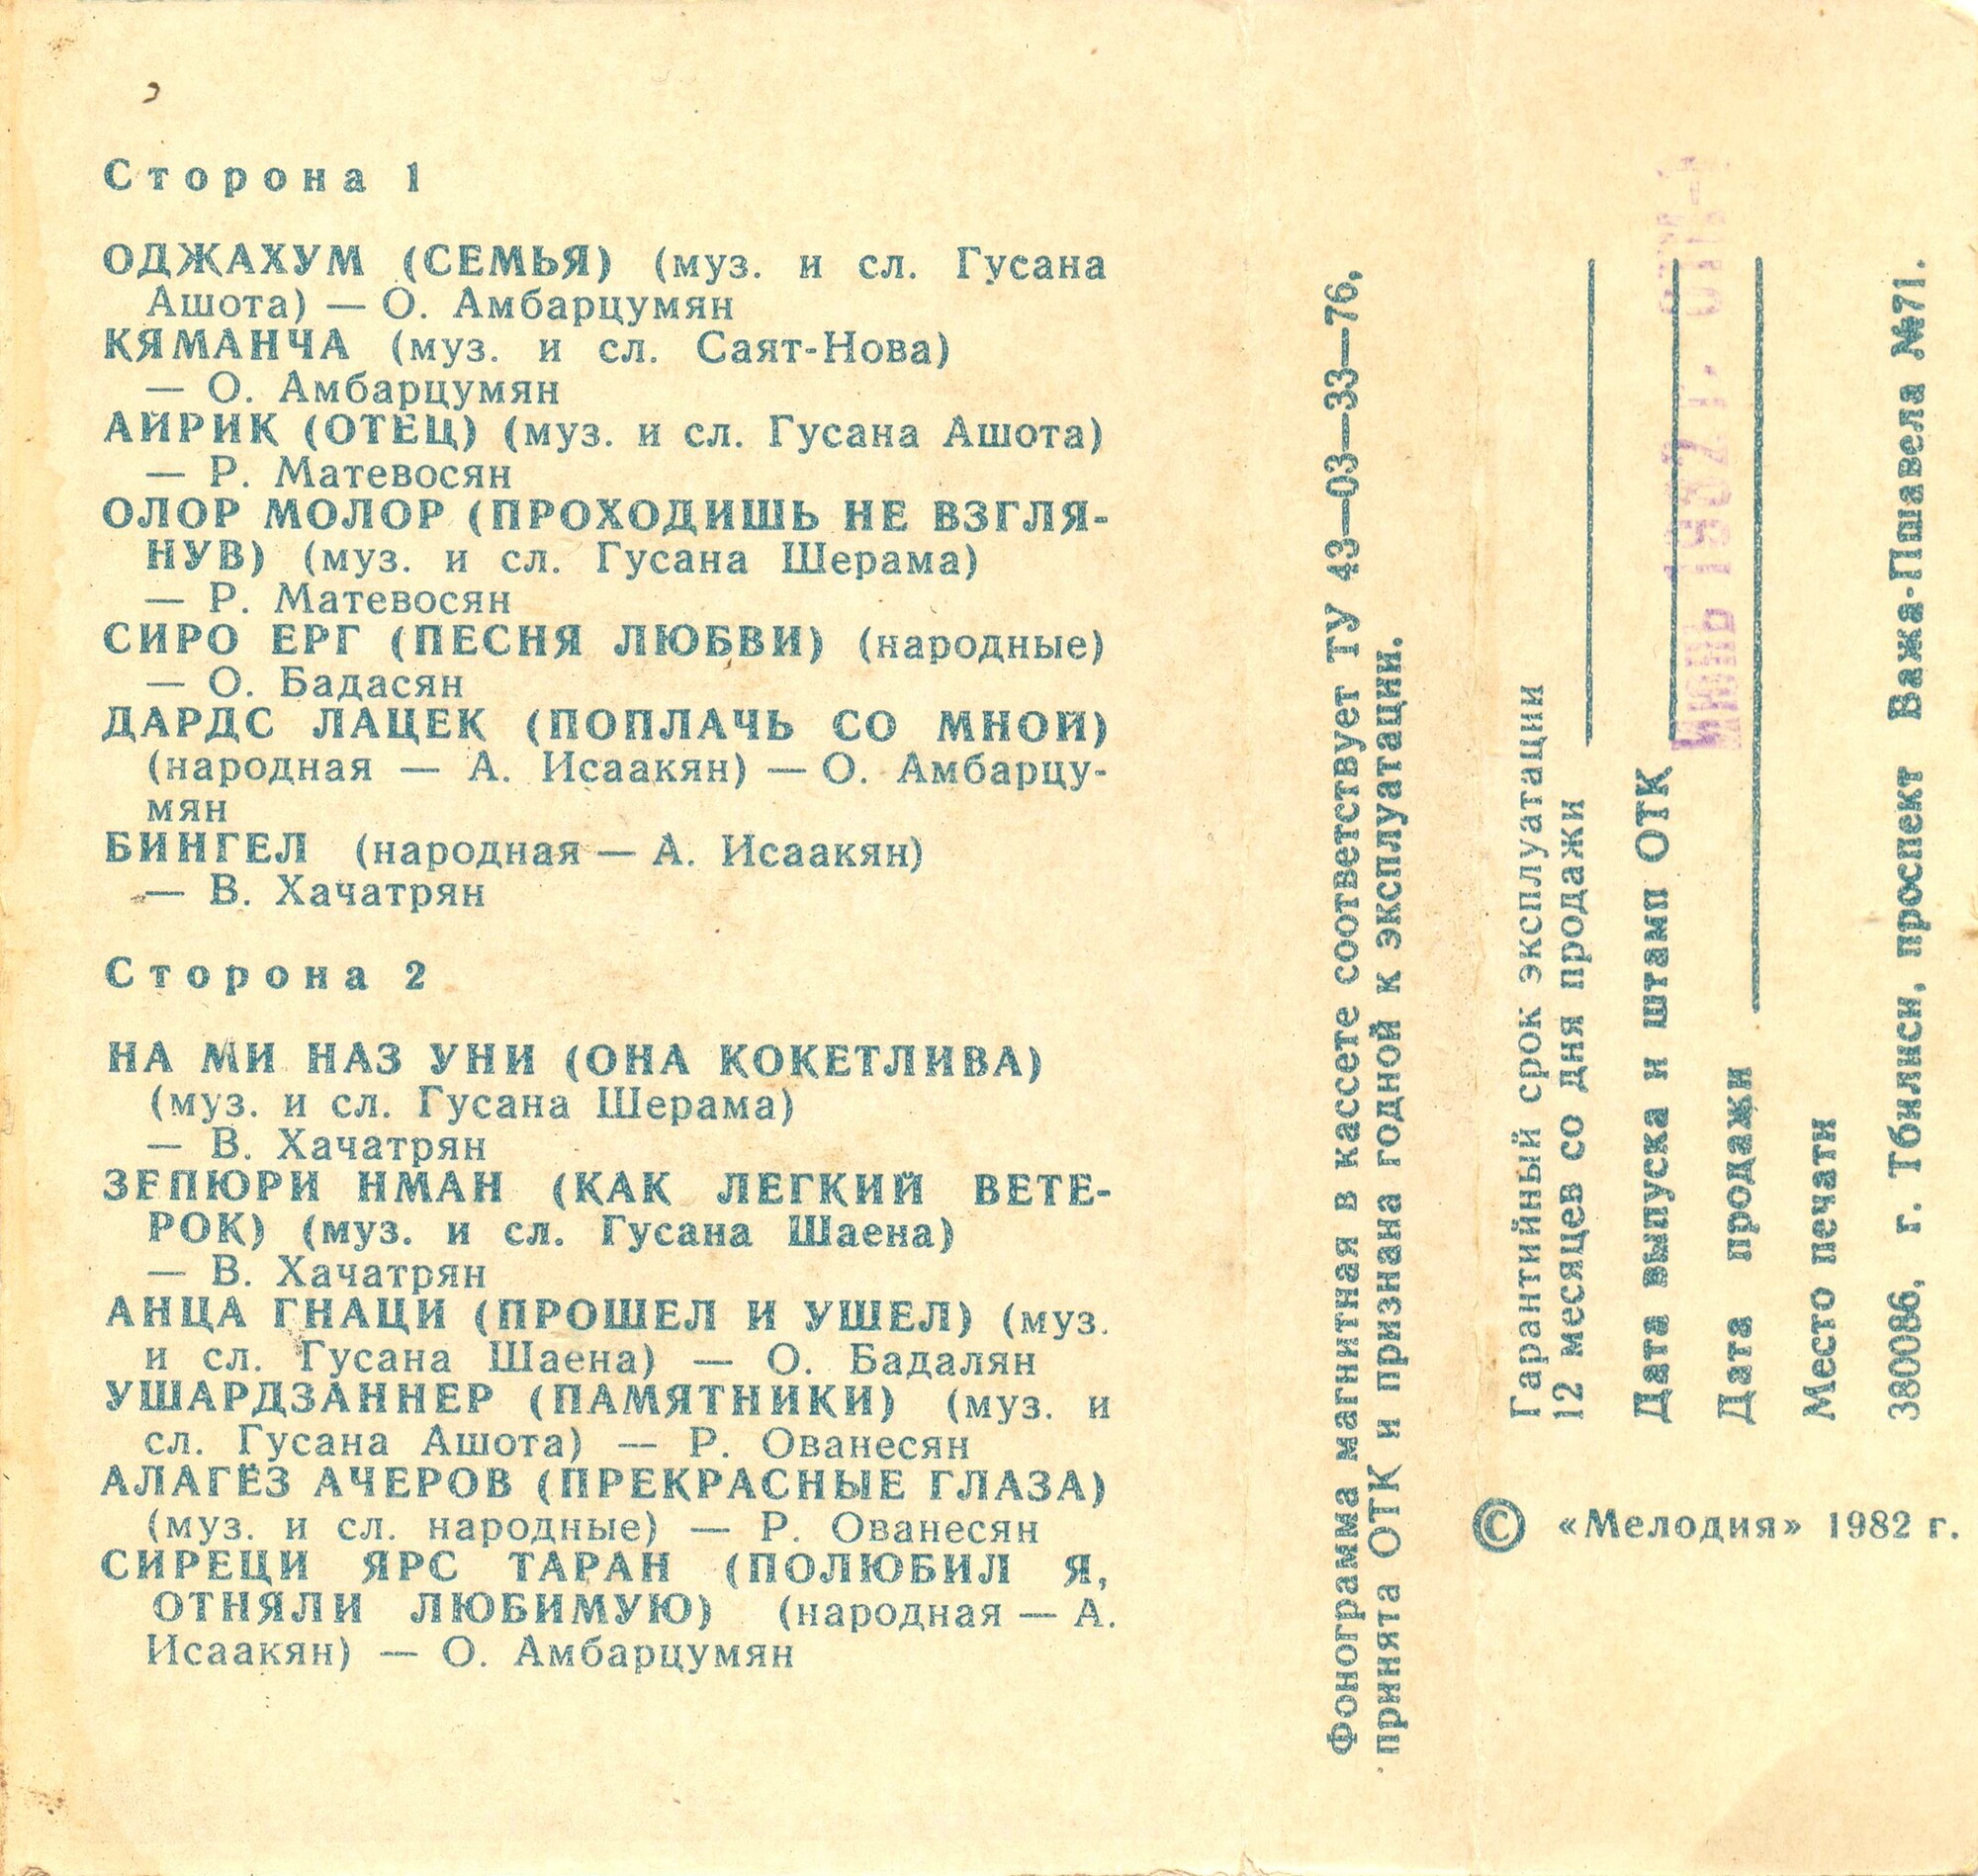 Сторона 1
ОДЖАХУМ (СЕМЬЯ) (муз. и сл. Гусана
Ашота) — О. Амбарцумян
КЯМАНЧА (муз. и сл. Саят-Нова)
— О. Амбарцумян
АЙРИК (ОТЕЦ) (муз. и сл. Гусана Ашота)
— Р. Матевосян
ОЛОР МОЛОР (ПРОХОДИШЬ НЕ ВЗГЛЯ-
НУВ) (муз. и сл. Гусана Шерама)
— Р. Матевосян
СИРО ЕРГ (ПЕСНЯ ЛЮБВИ) (народные)
— О. Бадасян
ДАРДС ЛАЦЕК (ПОПЛАЧЬ СО МНОЙ)
(народная — А. Исаакян) — О. Амбарцу-
мян
БИНГЕЛ (народная — А. Исаакян)
— В. Хачатрян
Сторона 2
НА МИ НАЗ УНИ (ОНА КОКЕТЛИВА)
(муз. и сл. Гусана Шерама)
— В. Хачатрян
ЗЕПЮРИ НМАН (КАК ЛЕГКИЙ ВЕТЕ-
РОК) (муз. и сл. Гусана Шаена)
— В. Хачатрян
АНЦА ГНАЦИ (ПРОШЕЛ И УШЕЛ) (муз.
и сл. Гусана Шаена) — О. Бадалян
УШАРДЗАННЕР (ПАМЯТНИКИ) (муз. и
сл. Гусана Ашота) — Р. Ованесян
АЛАГЕЗ АЧЕРОВ (ПРЕКРАСНЫЕ ГЛАЗА)
(муз. и сл. народные) — Р. Ованесян
СИРЕЦИ ЯРС ТАРАН (ПОЛЮБИЛ Я,
ОТНЯЛИ ЛЮБИМУЮ) (народная — А.
Исаакян) — О. Амбарцумян
Фонограмма магнитная в кассете соответствует ТУ 43—03—33—76,
принята ОТК и признана годной к эксплуатации.
Гарантийный срок эксплуатации
12 месяцев со дня продажи
Дата выпуска и штамп ОТК
Дата продажи
Место печати
380086, г. Тбилиси, проспект Важа-Пшавела №71.
© «Мелодия» 1982 г.